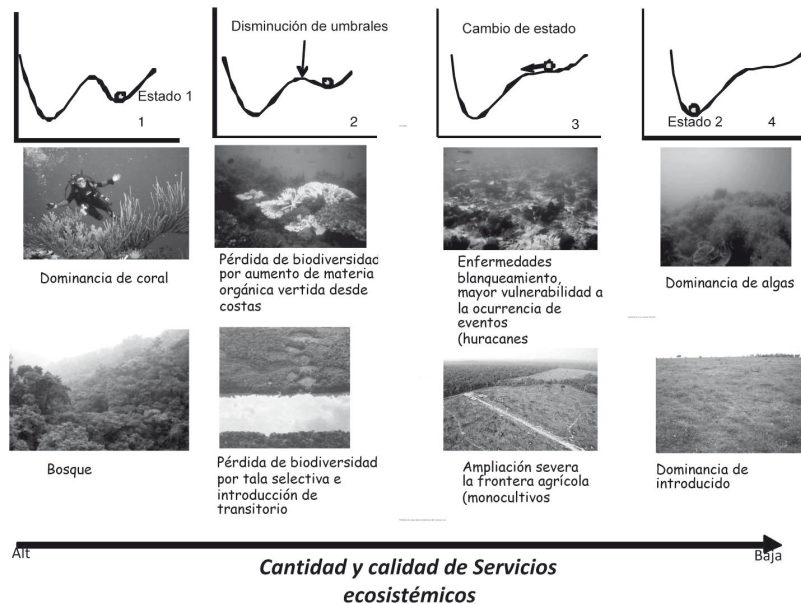 Disminución de umbrales
Cambio de estado
Estado 1
1
2
3
Estado 2
4
Dominancia de coral
Pérdida de biodiversidad
por aumento de materia
orgánica vertida desde
costas
Enfermedades
blanqueamiento,
mayor vulnerabilidad a
la ocurrencia de
eventos
(huracanes
Dominancia de algas
Bosque
Pérdida de biodiversidad
por tala selectiva e
introducción de
transitorio
Ampliación severa
la frontera agrícola
(monocultivos
Dominancia de
introducido
Alt
Baja
Cantidad y calidad de Servicios
ecosistémicos